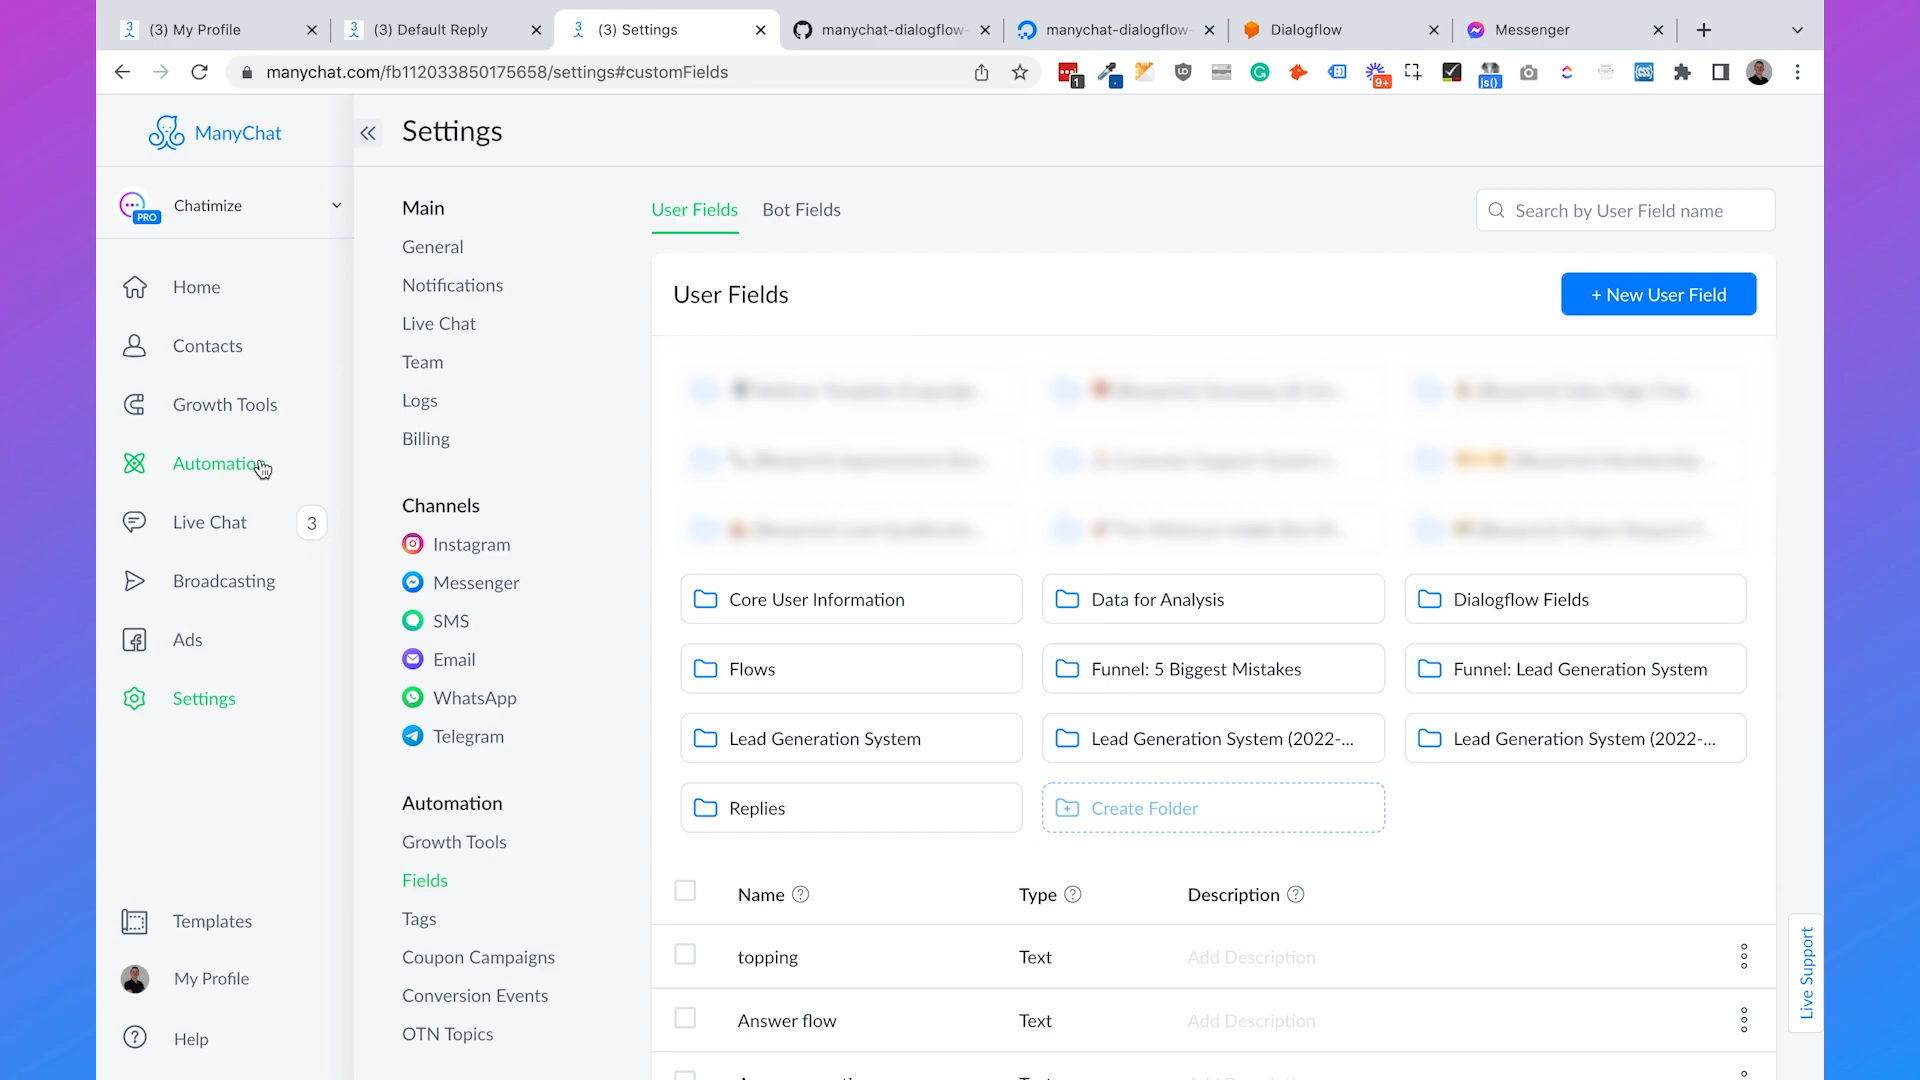 (3) My Profile
(3) Default Reply
(3) Settings
manychat-dialogflow-
manychat-dialogflow-
Dialogflow
Messenger
manychat.com/fb112033850175658/settings#customFields
ManyChat
Settings
PRO
Chatimize
Home
Contacts
Growth Tools
Automation
Live Chat
3
Broadcasting
Ads
Settings
Templates
My Profile
Help
Main
General
Notifications
Live Chat
Team
Logs
Billing
Channels
Instagram
Messenger
SMS
Email
WhatsApp
Telegram
Automation
Growth Tools
Fields
Tags
Coupon Campaigns
Conversion Events
OTN Topics
User Fields
Bot Fields
Search by User Field name
User Fields
+ New User Field
Core User Information
Data for Analysis
Dialogflow Fields
Flows
Funnel: 5 Biggest Mistakes
Funnel: Lead Generation System
Lead Generation System
Lead Generation System (2022-...
Lead Generation System (2022-...
Replies
Create Folder
Name
Type
Description
topping
Text
Add Description
Answer flow
Text
Add Description
Live Support